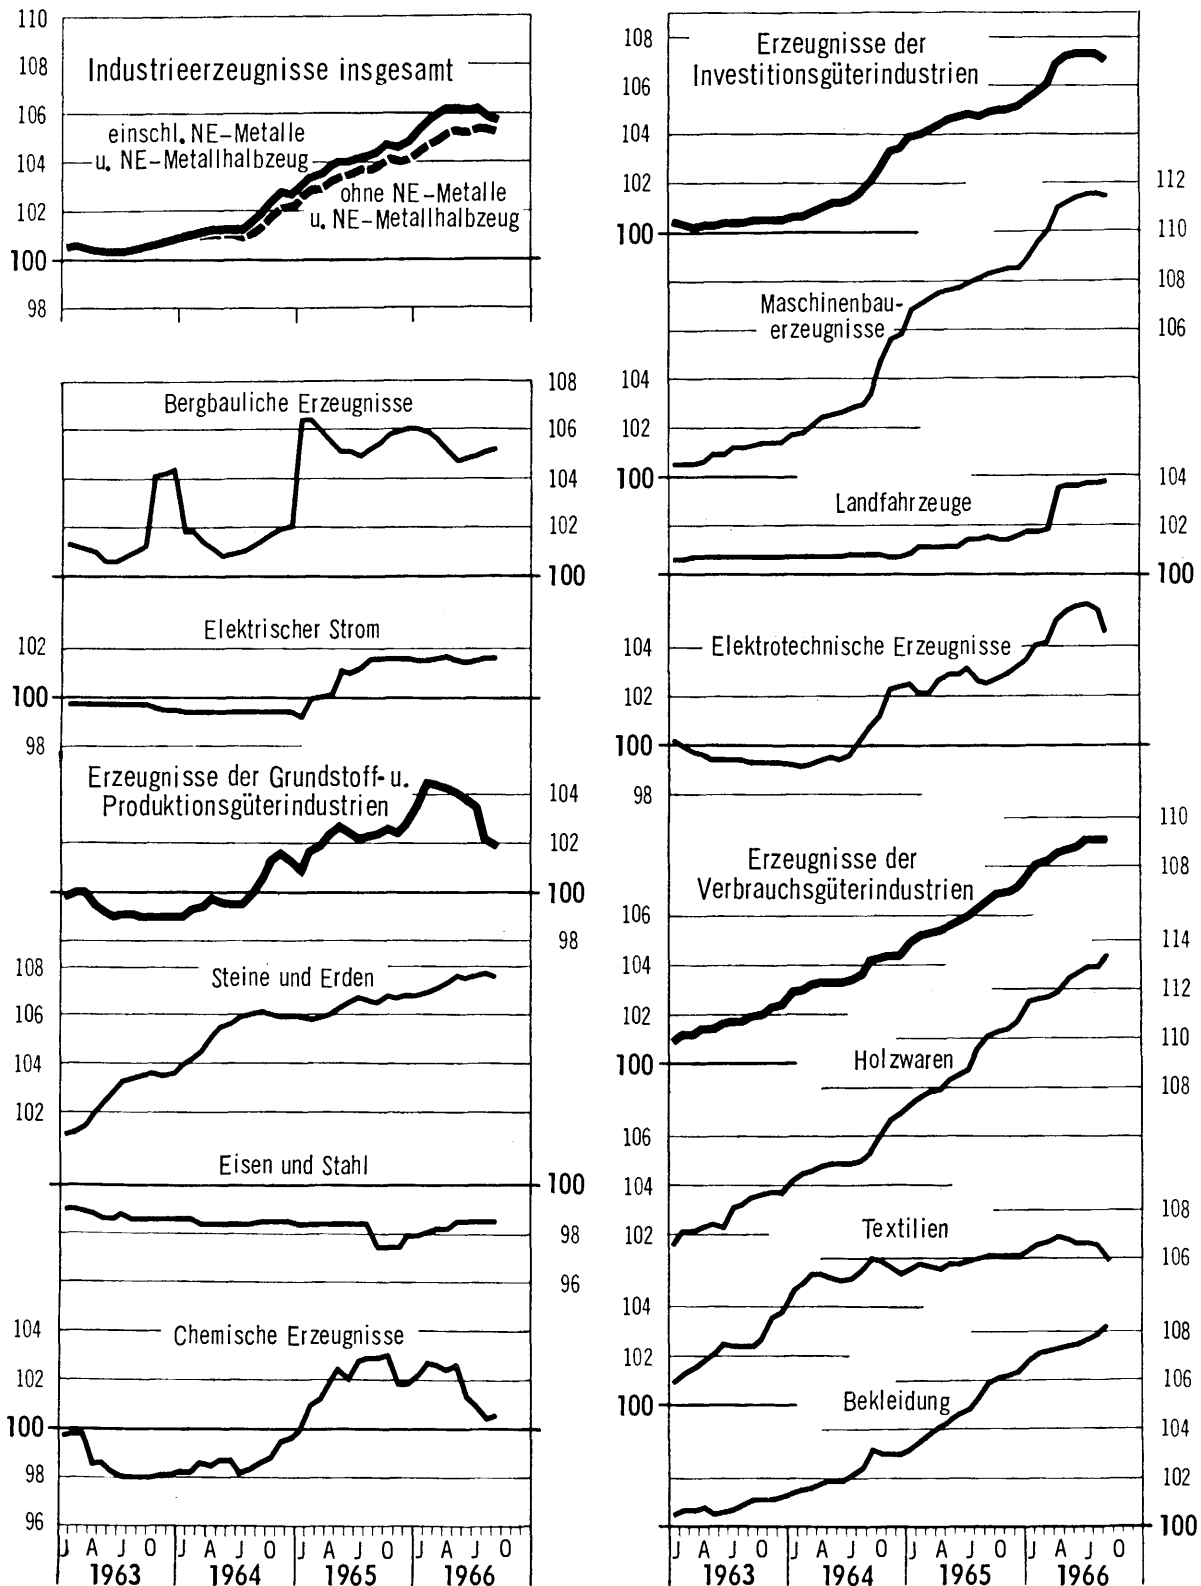 110
108
106
104
102
100
98
Industrieerzeugnisse insgesamt
einschl. NE-Metalle
u. NE-Metallhalbzeug
ohne NE-Metalle
u. NE-Metallhalbzeug
Bergbauliche Erzeugnisse
108
106
104
102
100
Elektrischer Strom
102
100
98
Erzeugnisse der Grundstoff- u.
Produktionsgüterindustrien
104
102
100
98
Steine und Erden
108
106
104
102
Eisen und Stahl
100
98
96
Chemische Erzeugnisse
104
102
100
98
96
J A J O J A J O J A J O J A J O
1963 1964 1965 1966
Erzeugnisse der
Investitionsgüterindustrien
108
106
104
102
100
Maschinenbau-
erzeugnisse
112
110
108
106
104
102
100
Landfahrzeuge
104
102
100
Elektrotechnische Erzeugnisse
104
102
100
98
Erzeugnisse der
Verbrauchsgüterindustrien
110
108
106
104
102
100
Holzwaren
114
112
110
108
106
104
102
Textilien
108
106
104
102
100
Bekleidung
108
106
104
102
100
J A J O J A J O J A J O J A J O
1963 1964 1965 1966